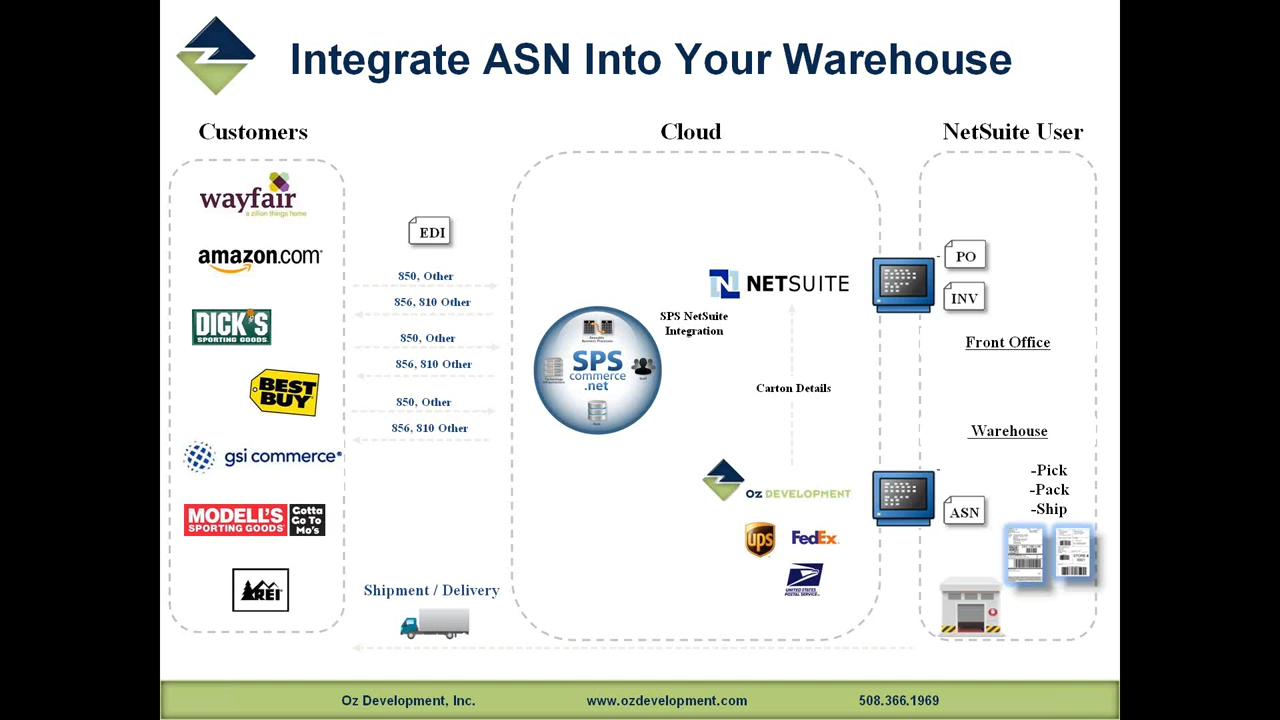 Integrate ASN Into Your Warehouse
Customers
Cloud
NetSuite User
wayfair
a zillion things home
amazon.com
DICK'S
SPORTING GOODS
BEST
BUY
gsi commerce
MODELL'S
SPORTING GOODS
Gotta
Go To
Mo's
REI
EDI
850, Other
856, 810 Other
850, Other
856, 810 Other
850, Other
856, 810 Other
Shipment / Delivery
SPS
commerce
.net
SPS NetSuite
Integration
NETSUITE
Carton Details
Oz DEVELOPMENT
ups
FedEx
UNITED STATES
POSTAL SERVICE
PO
INV
Front Office
Warehouse
-Pick
-Pack
-Ship
ASN
Oz Development, Inc.
www.ozdevelopment.com
508.366.1969